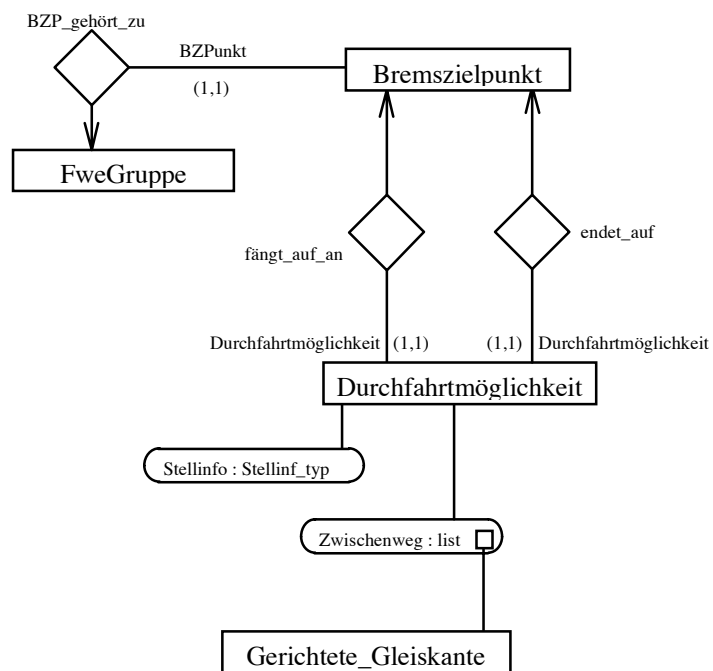 BZP_gehört_zu
BZPunkt
(1,1)
Bremszielpunkt
FweGruppe
fängt_auf_an
endet_auf
Durchfahrtmöglichkeit
(1,1)
(1,1)
Durchfahrtmöglichkeit
Durchfahrtmöglichkeit
Stellinfo : Stellinf_typ
Zwischenweg : list
Gerichtete_Gleiskante